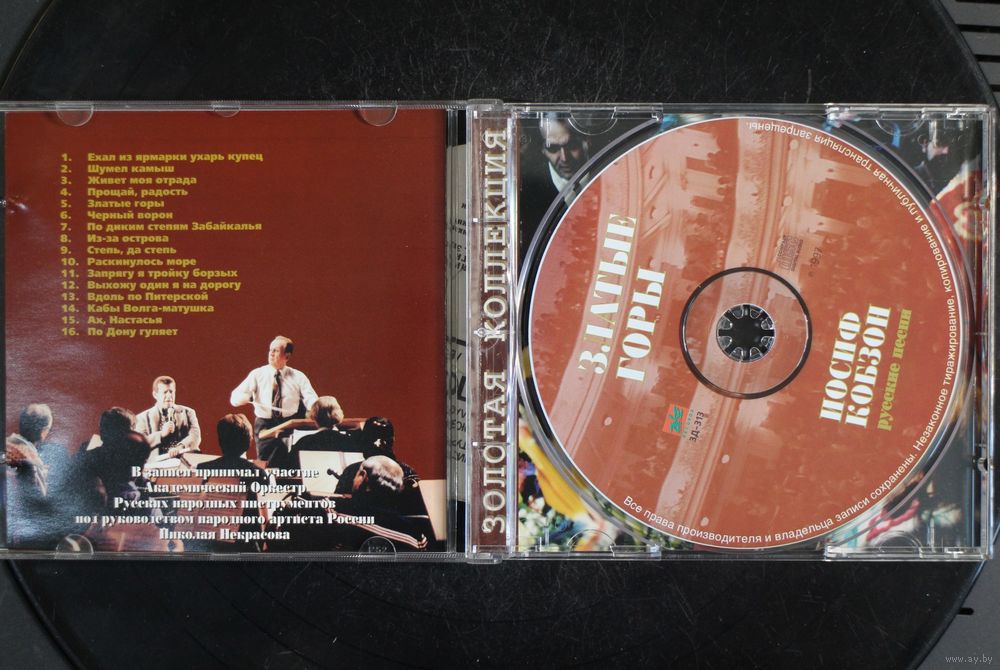 1. Ехал из ярмарки ухарь купец
2. Шумел камыш
3. Живет моя отрада
4. Прощай, радость
5. Златые горы
6. Черный ворон
7. По диким степям Забайкалья
8. Из-за острова
9. Степь, да степь
10. Раскинулось море
11. Запрягу я тройку борзых
12. Выхожу один я на дорогу
13. Вдоль по Питерской
14. Кабы Волга-матушка
15. Ах, Настасья
16. По Дону гуляет
В записи принимал участие
Академический Оркестр
Русских народных инструментов
под руководством народного артиста России
Николая Некрасова
ЗОЛОТАЯ КОЛЛЕКЦИЯ
ЗЛАТЫЕ
ГОРЫ
ИОСИФ
КОБЗОН
русские песни
ЗД-313
Все права производителя и владельца записи сохранены. Незаконное тиражирование, копирование и публичная трансляция запрещены.
www.ay.by